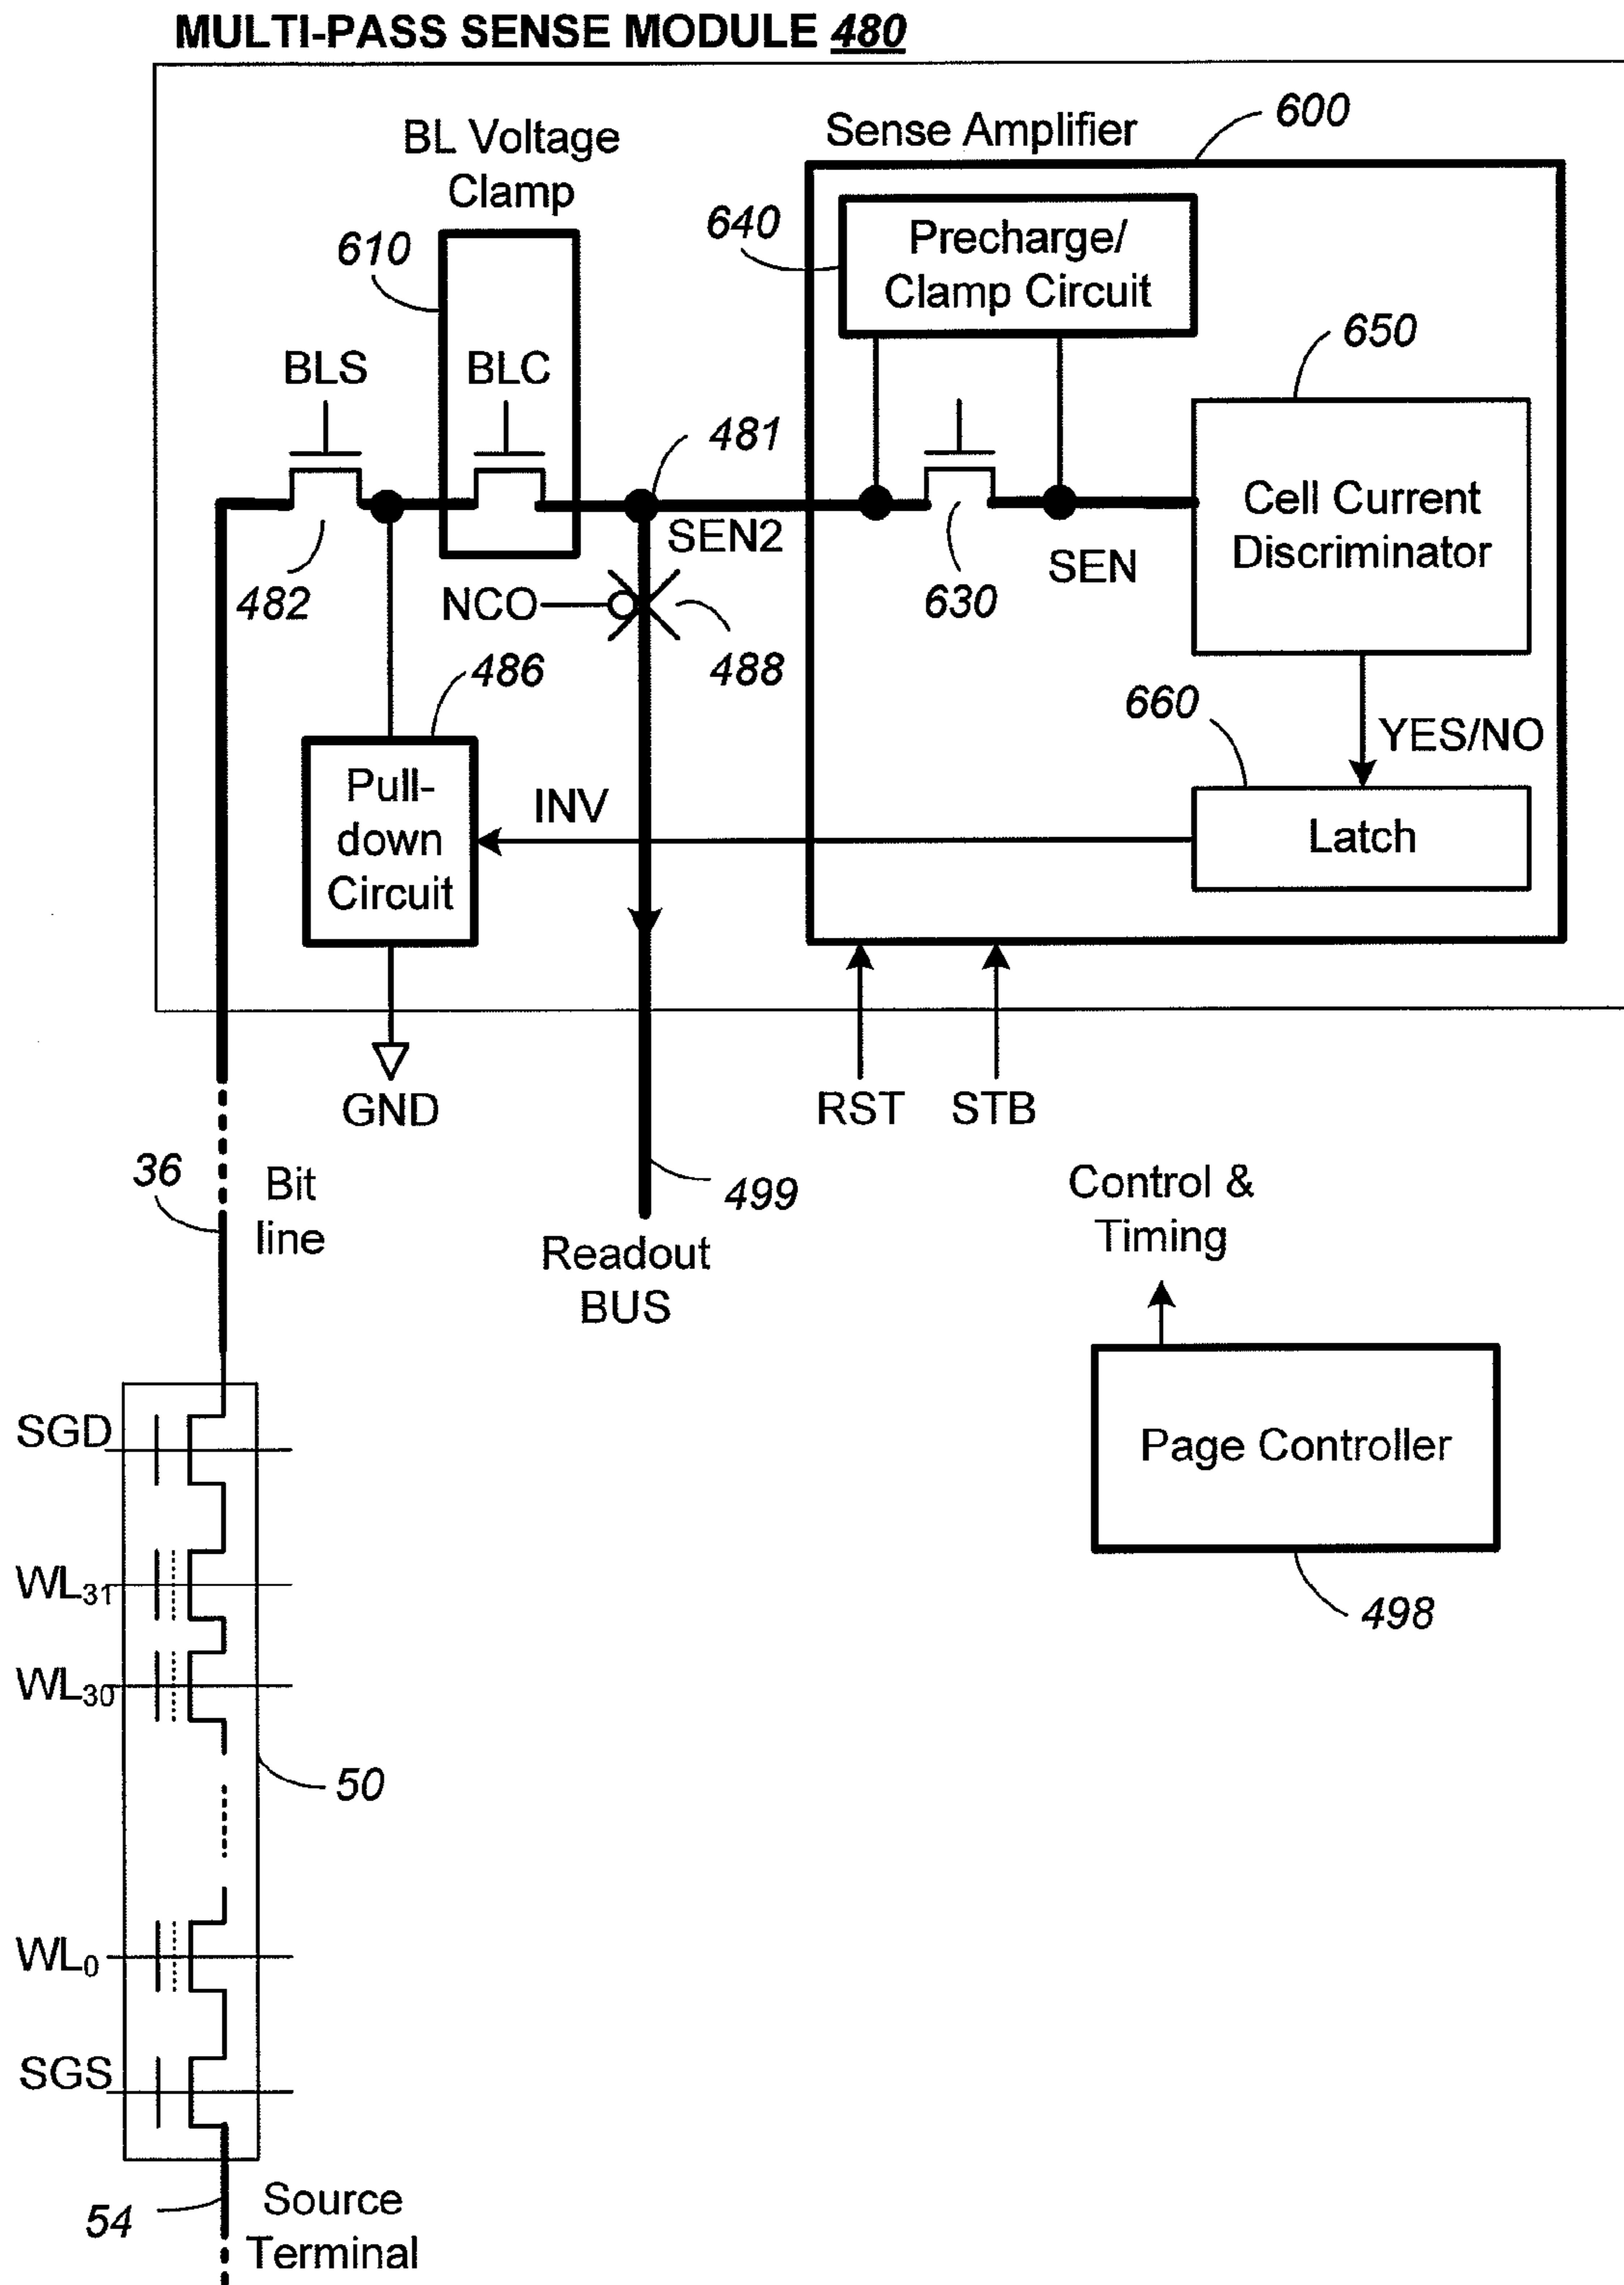 MULTI-PASS SENSE MODULE 480
600
Sense Amplifier
BL Voltage
Clamp
610
640
Precharge/
Clamp Circuit
650
BLS
BLC
481
SEN2
Cell Current
Discriminator
SEN
482
NCO
488
630
486
660
YES/NO
Pull-
down
Circuit
INV
Latch
GND
RST
STB
36
Bit
line
499
Readout
BUS
Control &
Timing
Page Controller
498
SGD
WL31
WL30
50
WL0
SGS
54
Source
Terminal